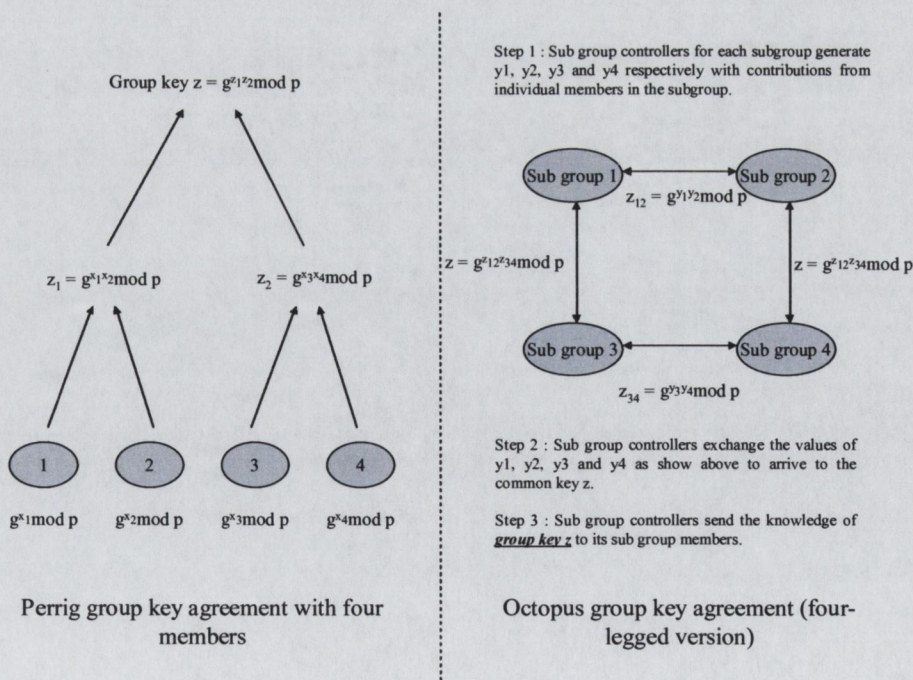 Group key z = g^z1z2 mod p
z1 = g^x1x2 mod p
z2 = g^x3x4 mod p
1
2
3
4
g^x1 mod p
g^x2 mod p
g^x3 mod p
g^x4 mod p
Perrig group key agreement with four
members
Step 1 : Sub group controllers for each subgroup generate
y1, y2, y3 and y4 respectively with contributions from
individual members in the subgroup.
Sub group 1
Sub group 2
z12 = g^y1y2 mod p
z = g^z12z34 mod p
z = g^z12z34 mod p
Sub group 3
Sub group 4
z34 = g^y3y4 mod p
Step 2 : Sub group controllers exchange the values of
y1, y2, y3 and y4 as show above to arrive to the
common key z.
Step 3 : Sub group controllers send the knowledge of
group key z to its sub group members.
Octopus group key agreement (four-
legged version)